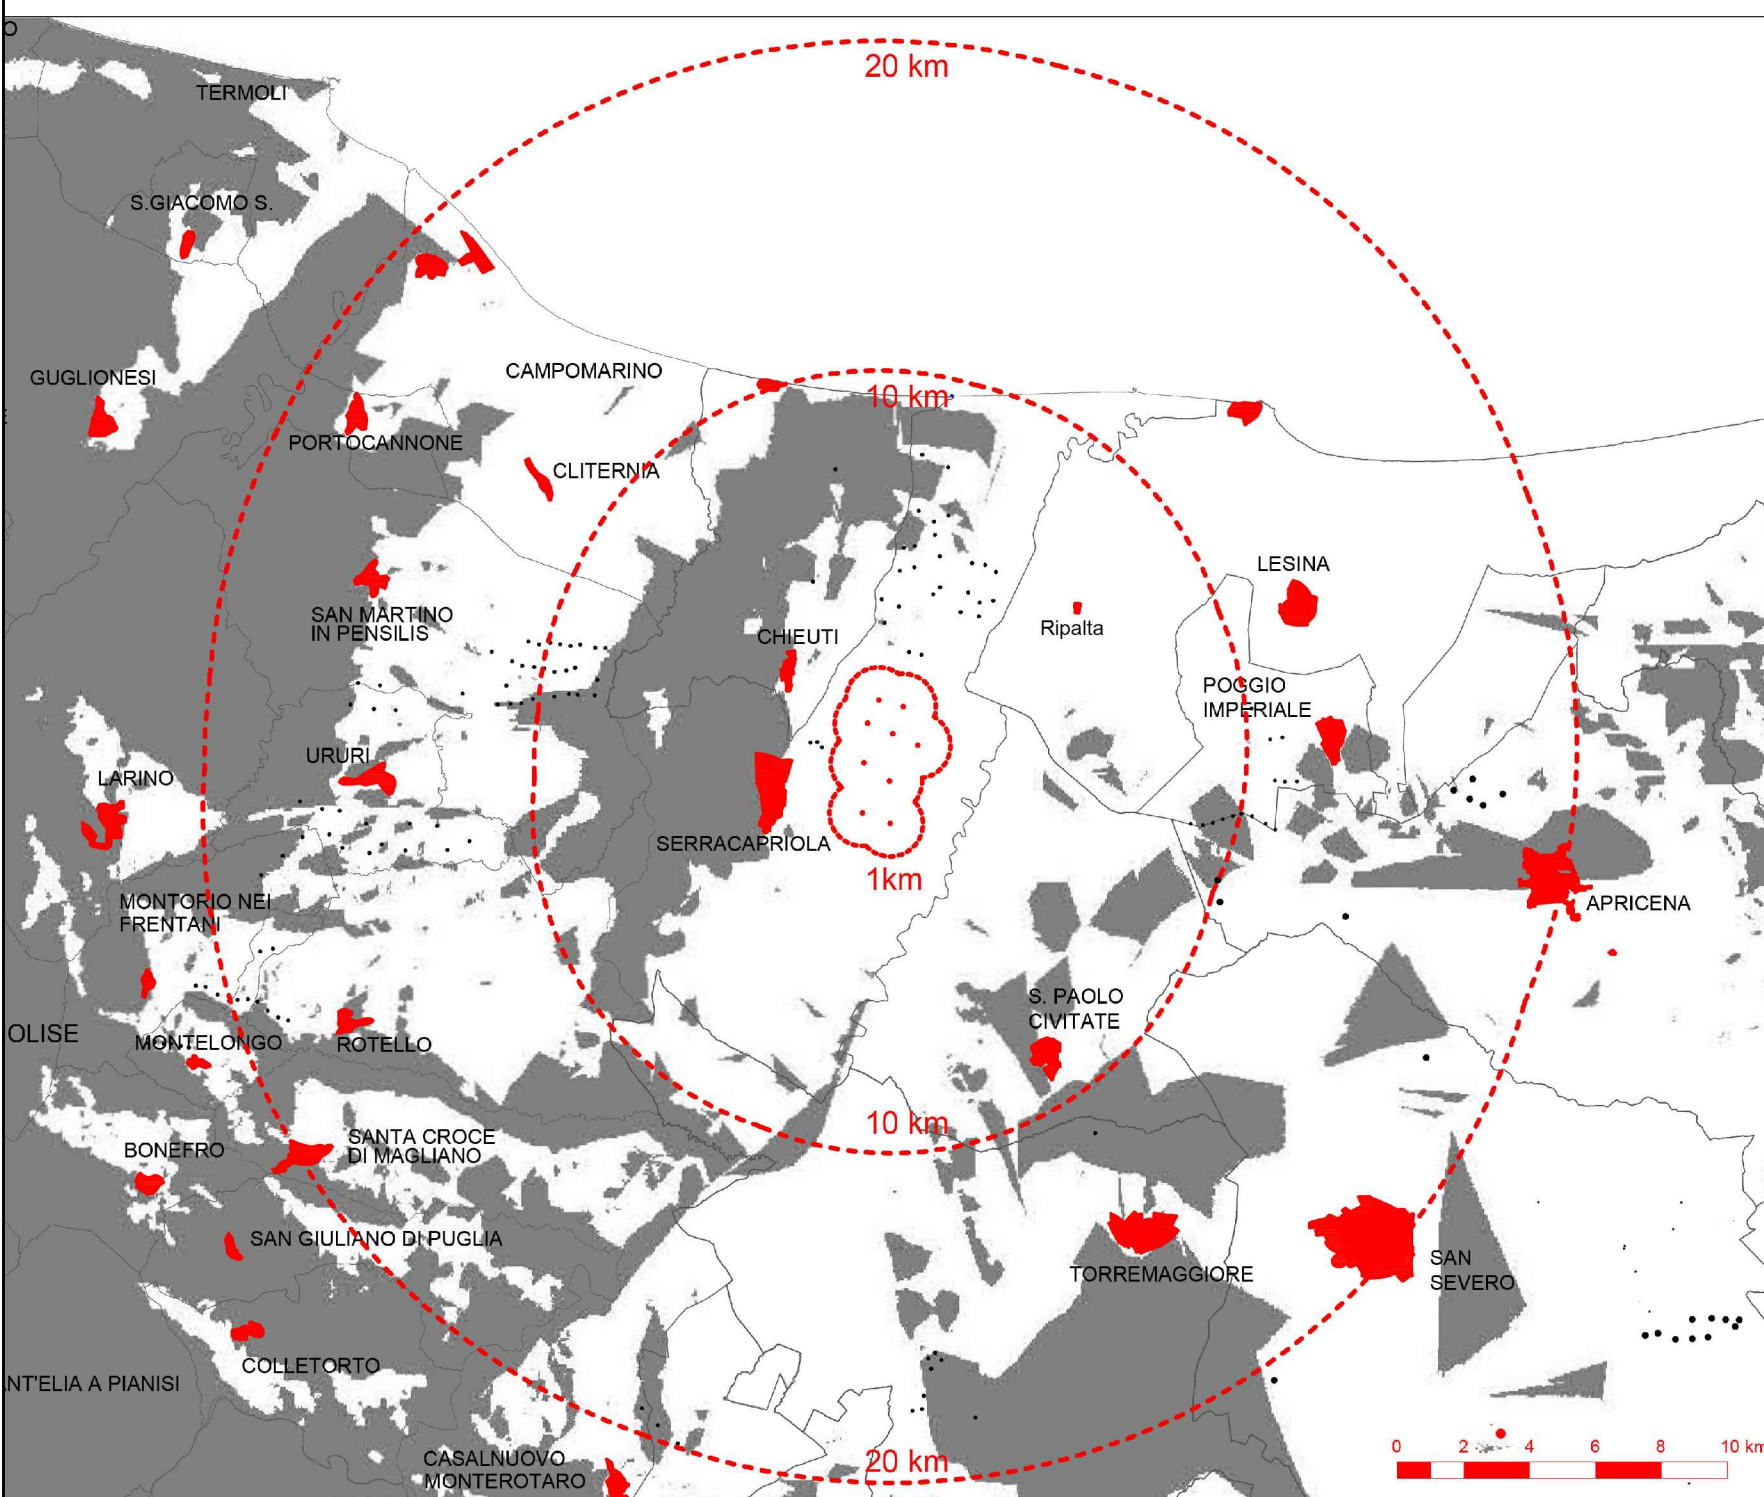 O
20 km
TERMOLI
S.GIACOMO S.
GUGLIONESI
CAMPOMARINO
10 km
PORTOCANNONE
CLITERNIA
LESINA
SAN MARTINO
IN PENSILIS
CHIEUTI
Ripalta
POGGIO
IMPERIALE
URURI
LARINO
SERRACAPRIOLA
1km
MONTORIO NEI
FRENTANI
APRICENA
S. PAOLO
CIVITATE
OLISE
MONTELONGO
ROTELLO
10 km
SANTA CROCE
DI MAGLIANO
BONEFRO
SAN GIULIANO DI PUGLIA
TORREMAGGIORE
SAN
SEVERO
COLLETORTO
ANT'ELIA A PIANISI
CASALNUOVO
MONTEROTARO
20 km
0 2 4 6 8 10 km